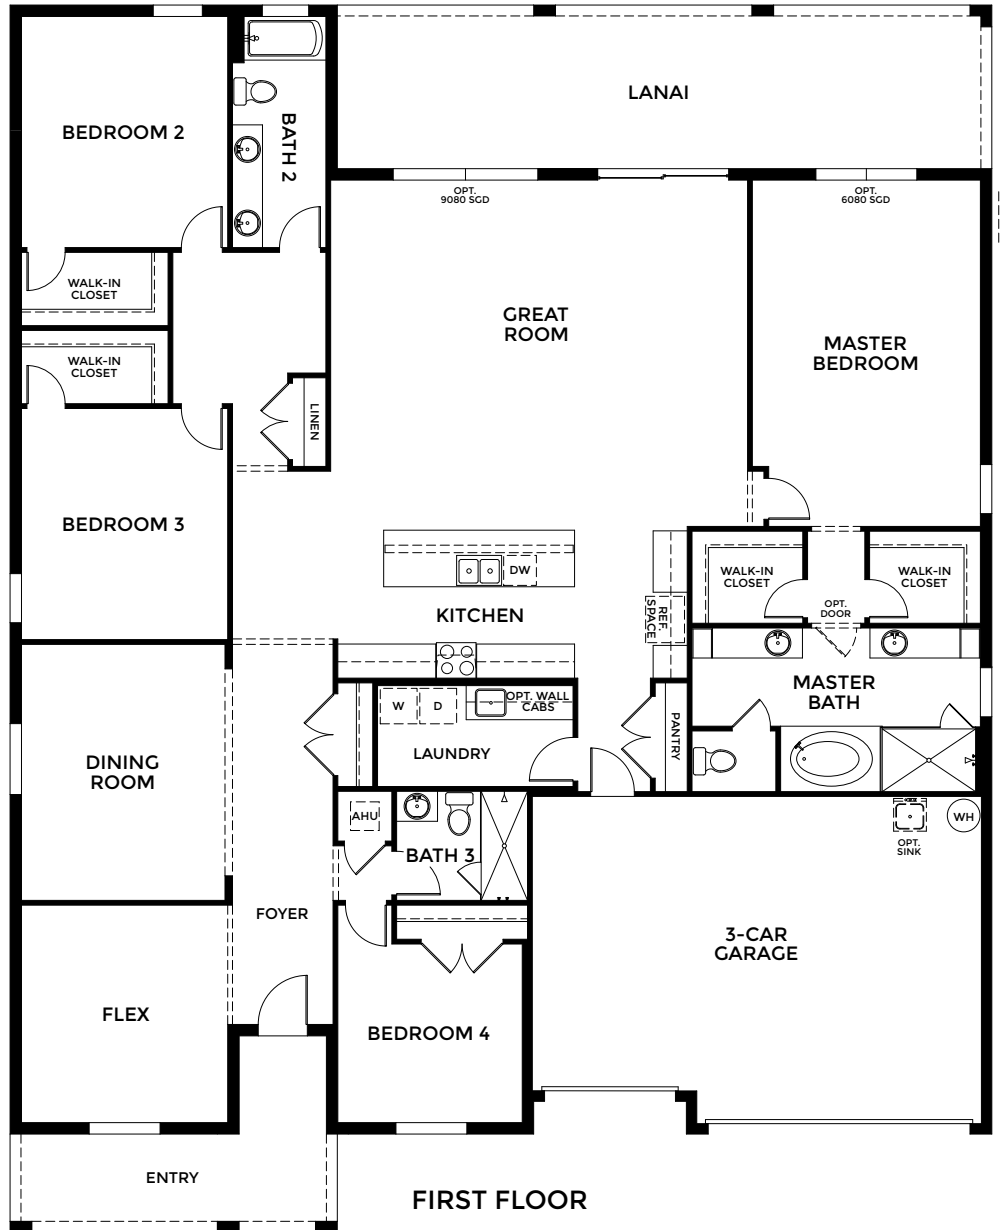 LANAI
BEDROOM 2
BATH 2
OPT.
9080 SGD
OPT.
6080 SGD
WALK-IN
CLOSET
GREAT
ROOM
MASTER
BEDROOM
WALK-IN
CLOSET
LINEN
BEDROOM 3
DW
WALK-IN
CLOSET
WALK-IN
CLOSET
OPT.
DOOR
KITCHEN
REF.
SPACE
MASTER
BATH
W
D
OPT. WALL
CABS
PANTRY
LAUNDRY
DINING
ROOM
AHU
WH
OPT.
SINK
BATH 3
FOYER
3-CAR
GARAGE
FLEX
BEDROOM 4
ENTRY
FIRST FLOOR